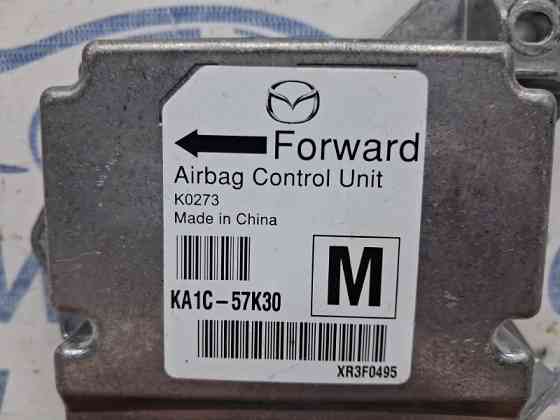 Forward
Airbag Control Unit
K0273
Made in China
M
KA1C-57K30
XR3F0495